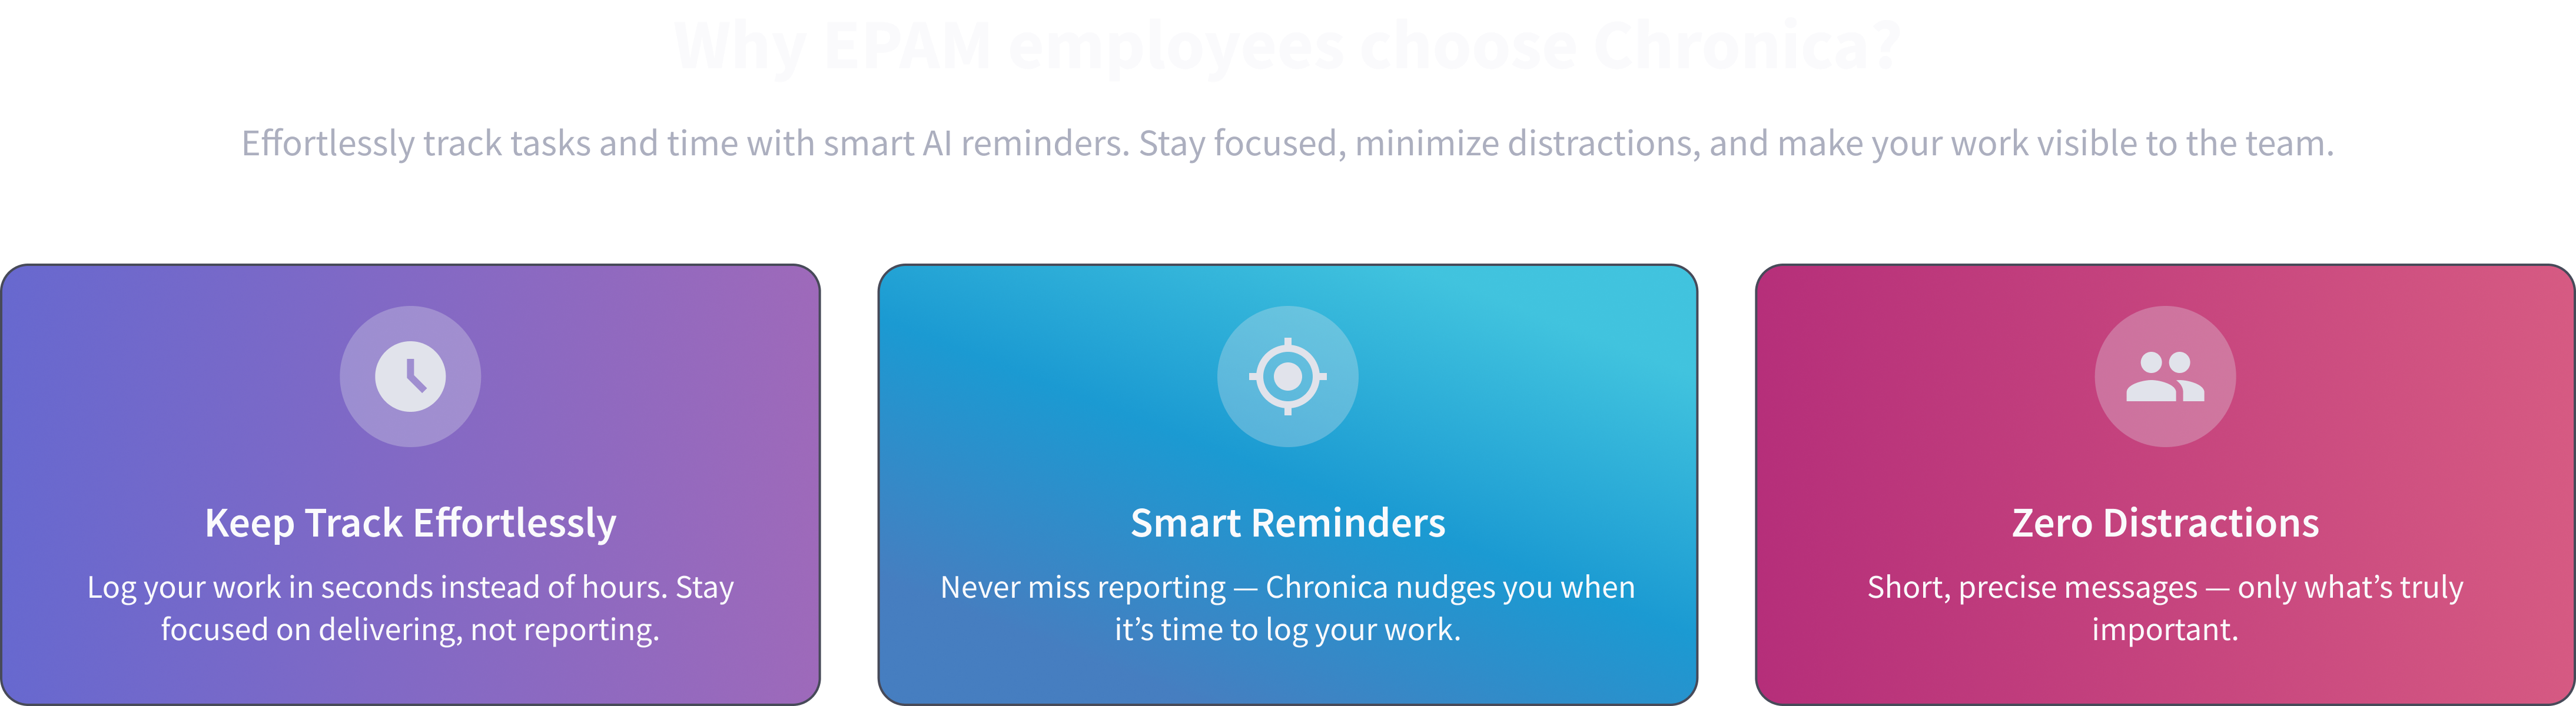 Why EPAM employees choose Chronica?
Effortlessly track tasks and time with smart AI reminders. Stay focused, minimize distractions, and make your work visible to the team.
Keep Track Effortlessly
Log your work in seconds instead of hours. Stay
focused on delivering, not reporting.
Smart Reminders
Never miss reporting — Chronica nudges you when
it’s time to log your work.
Zero Distractions
Short, precise messages — only what’s truly
important.